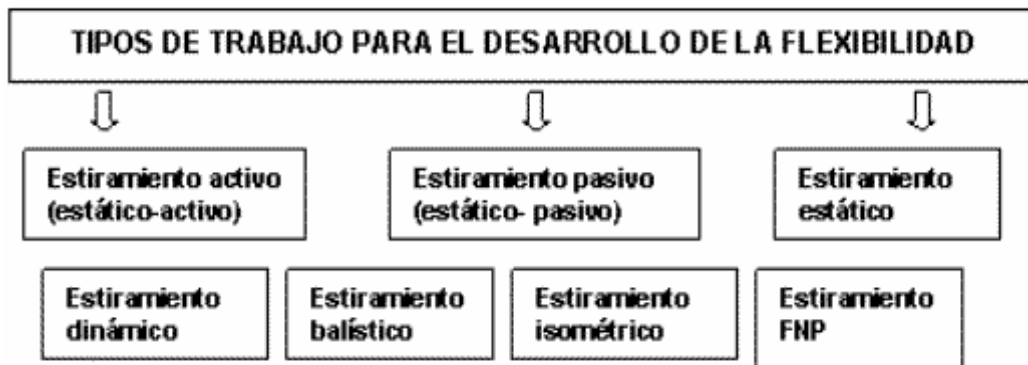 TIPOS DE TRABAJO PARA EL DESARROLLO DE LA FLEXIBILIDAD
Estiramiento activo
(estático-activo)
Estiramiento pasivo
(estático- pasivo)
Estiramiento
estático
Estiramiento
dinámico
Estiramiento
balístico
Estiramiento
isométrico
Estiramiento
FNP